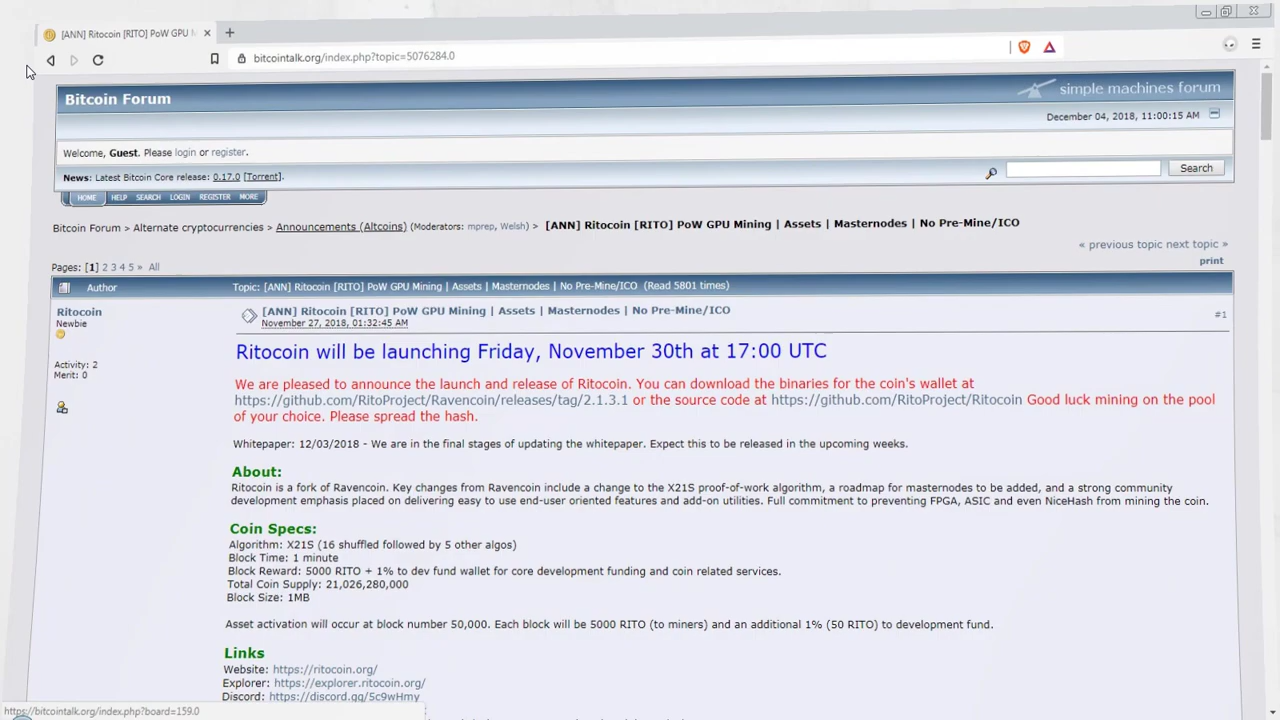 [ANN] Ritocoin [RITO] PoW GPU M
bitcointalk.org/index.php?topic=5076284.0
Bitcoin Forum
simple machines forum
December 04, 2018, 11:00:15 AM
Welcome, Guest. Please login or register.
News: Latest Bitcoin Core release: 0.17.0 [Torrent].
Search
HOME HELP SEARCH LOGIN REGISTER MORE
Bitcoin Forum > Alternate cryptocurrencies > Announcements (Altcoins) (Moderators: mprep, Welsh) > [ANN] Ritocoin [RITO] PoW GPU Mining | Assets | Masternodes | No Pre-Mine/ICO
« previous topic next topic »
print
Pages: [1] 2 3 4 5 » All
Author Topic: [ANN] Ritocoin [RITO] PoW GPU Mining | Assets | Masternodes | No Pre-Mine/ICO (Read 5801 times)
Ritocoin
Newbie
Activity: 2
Merit: 0
[ANN] Ritocoin [RITO] PoW GPU Mining | Assets | Masternodes | No Pre-Mine/ICO
November 27, 2018, 01:32:45 AM
#1
Ritocoin will be launching Friday, November 30th at 17:00 UTC
We are pleased to announce the launch and release of Ritocoin. You can download the binaries for the coin's wallet at
https://github.com/RitoProject/Ravencoin/releases/tag/2.1.3.1 or the source code at https://github.com/RitoProject/Ritocoin Good luck mining on the pool
of your choice. Please spread the hash.
Whitepaper: 12/03/2018 - We are in the final stages of updating the whitepaper. Expect this to be released in the upcoming weeks.
About:
Ritocoin is a fork of Ravencoin. Key changes from Ravencoin include a change to the X21S proof-of-work algorithm, a roadmap for masternodes to be added, and a strong community
development emphasis placed on delivering easy to use end-user oriented features and add-on utilities. Full commitment to preventing FPGA, ASIC and even NiceHash from mining the coin.
Coin Specs:
Algorithm: X21S (16 shuffled followed by 5 other algos)
Block Time: 1 minute
Block Reward: 5000 RITO + 1% to dev fund wallet for core development funding and coin related services.
Total Coin Supply: 21,026,280,000
Block Size: 1MB
Asset activation will occur at block number 50,000. Each block will be 5000 RITO (to miners) and an additional 1% (50 RITO) to development fund.
Links
Website: https://ritocoin.org/
Explorer: https://explorer.ritocoin.org/
Discord: https://discord.gg/5c9wHmy
https://bitcointalk.org/index.php?board=159.0